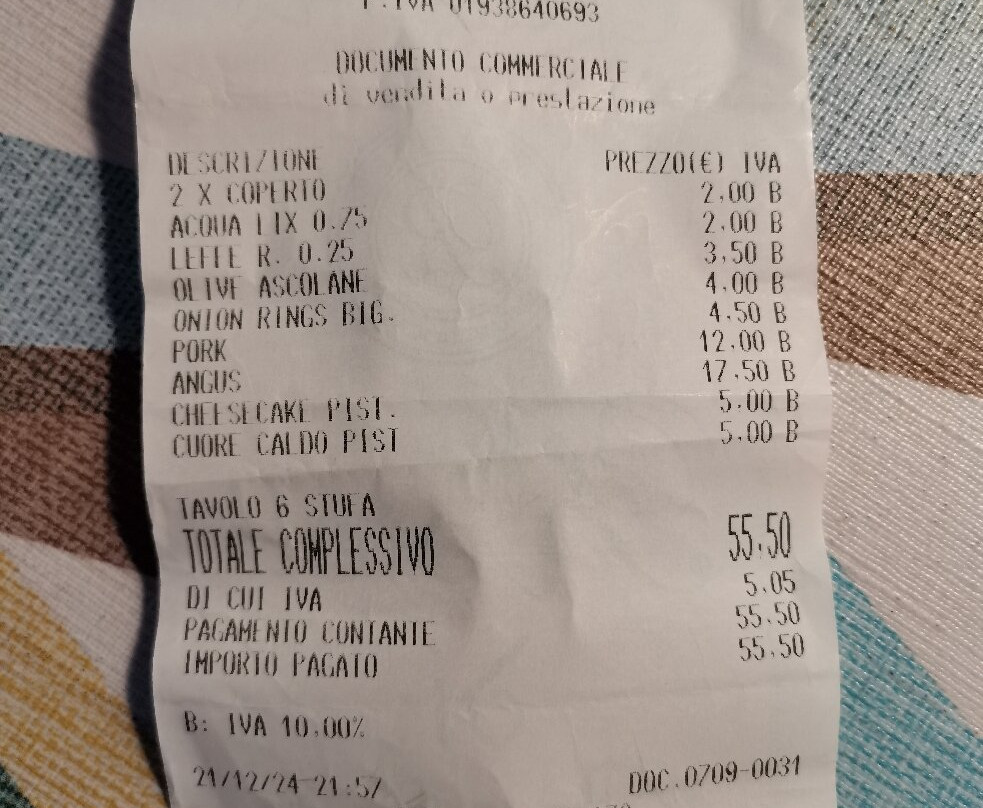 P.IVA 01938640693
DOCUMENTO COMMERCIALE
di vendita o prestazione
DESCRIZIONE PREZZO(€) IVA
2 X COPERTO 2,00 B
ACQUA LIX 0.75 2.00 B
LEFFE R. 0.25 3,50 B
OLIVE ASCOLANE 4.00 B
ONION RINGS BIG. 4.50 B
PORK 12.00 B
ANGUS 17.50 B
CHEESECAKE PIST. 5.00 B
CUORE CALDO PIST 5.00 B
TAVOLO 6 STUFA
TOTALE COMPLESSIVO 55.50
DI CUI IVA 5.05
PAGAMENTO CONTANTE 55.50
IMPORTO PAGATO 55.50
B: IVA 10,00%
21/12/24 21:57 DOC.0709-0031